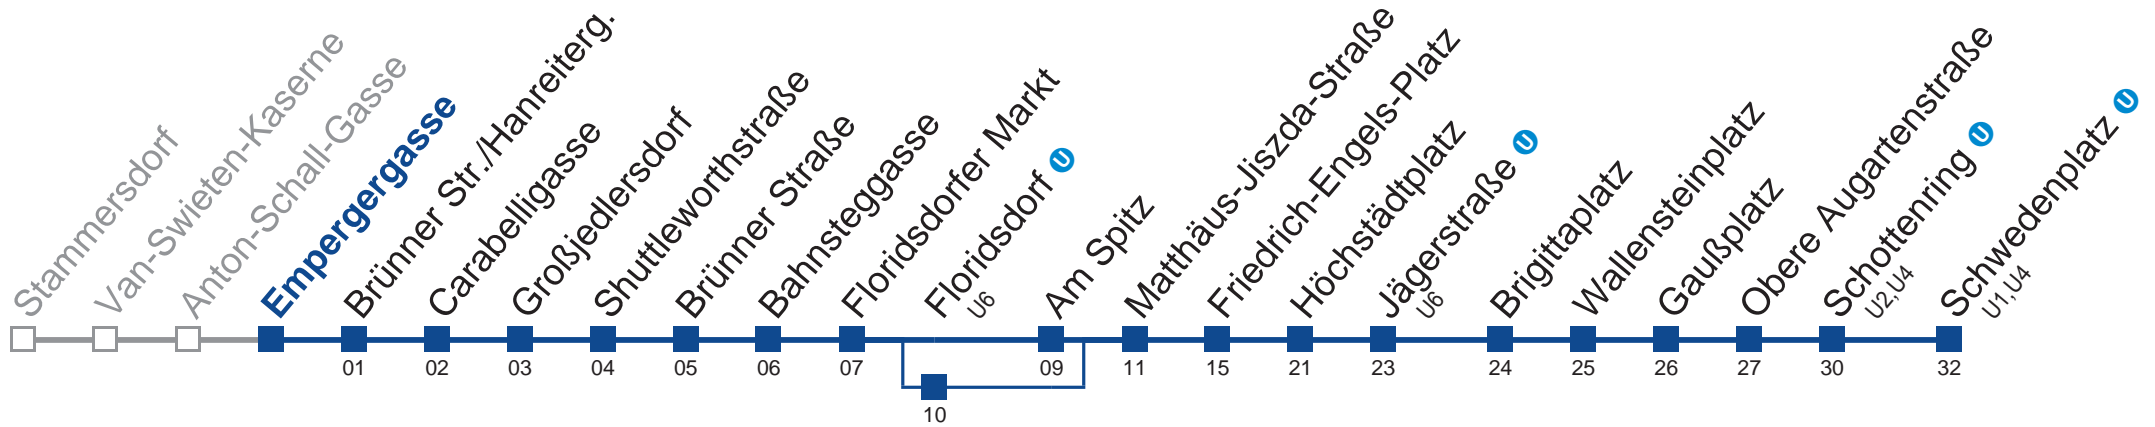 Stammersdorf
Van-Swieten-Kaserne
Anton-Schall-Gasse
Empergergasse
Brünner Str./Hanreiterg.
Carabelligasse
Großjedlersdorf
Shuttleworthstraße
Brünner Straße
Bahnsteggasse
Floridsdorfer Markt
Floridsdorf U
U6
Am Spitz
Matthäus-Jiszda-Straße
Friedrich-Engels-Platz
Höchstädtplatz
Jägerstraße U
U6
Brigittaplatz
Wallensteinplatz
Gaußplatz
Obere Augartenstraße
Schottenring U
U2,U4
Schwedenplatz U
U1,U4
01 02 03 04 05 06 07 09 11 15 21 23 24 25 26 27 30 32
10